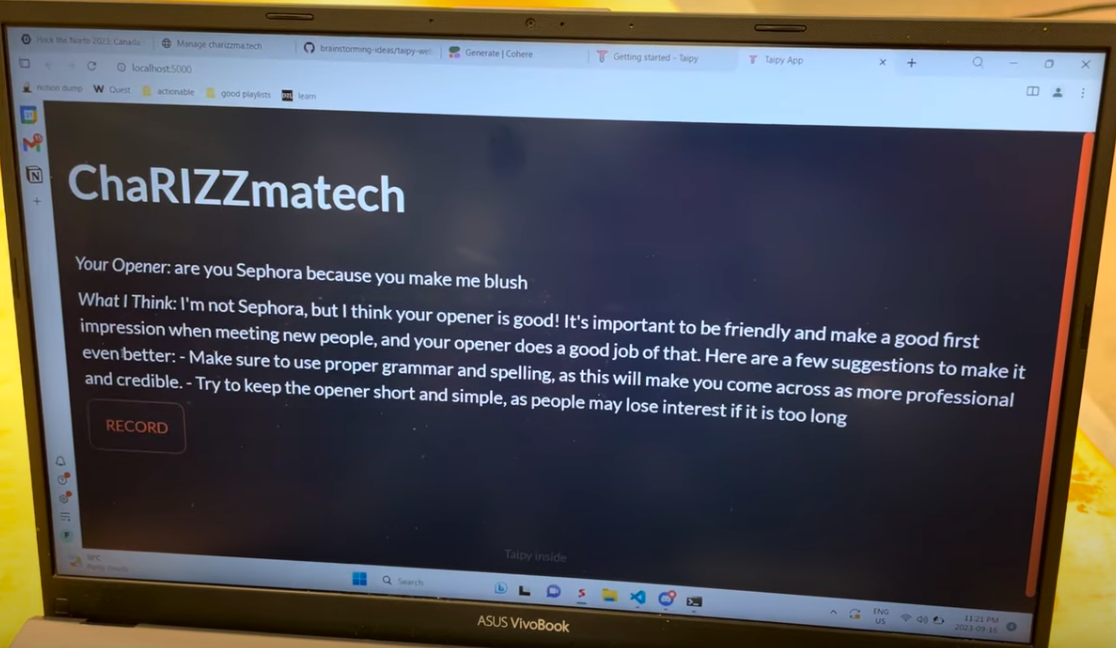 Hack the North 2023, Canada
Manage charizzma.tech
brainstorming-ideas/taipy-web
Generate | Cohere
Getting started - Taipy
Taipy App
localhost:5000
notion dump
Quest
actionable
good playlists
learn
ChaRIZZmatech
Your Opener: are you Sephora because you make me blush
What I Think: I'm not Sephora, but I think your opener is good! It's important to be friendly and make a good first
impression when meeting new people, and your opener does a good job of that. Here are a few suggestions to make it
even better: - Make sure to use proper grammar and spelling, as this will make you come across as more professional
and credible. - Try to keep the opener short and simple, as people may lose interest if it is too long
RECORD
Taipy inside
Search
ENG
US
11:21 PM
ASUS VivoBook